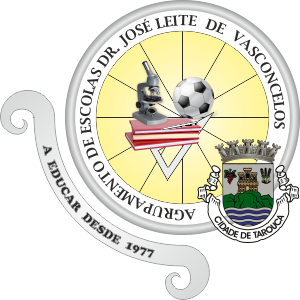 AGRUPAMENTO DE ESCOLAS DR. JOSÉ LEITE DE VASCONCELOS
A EDUCAR DESDE 1977
CIDADE DE TAROUCA